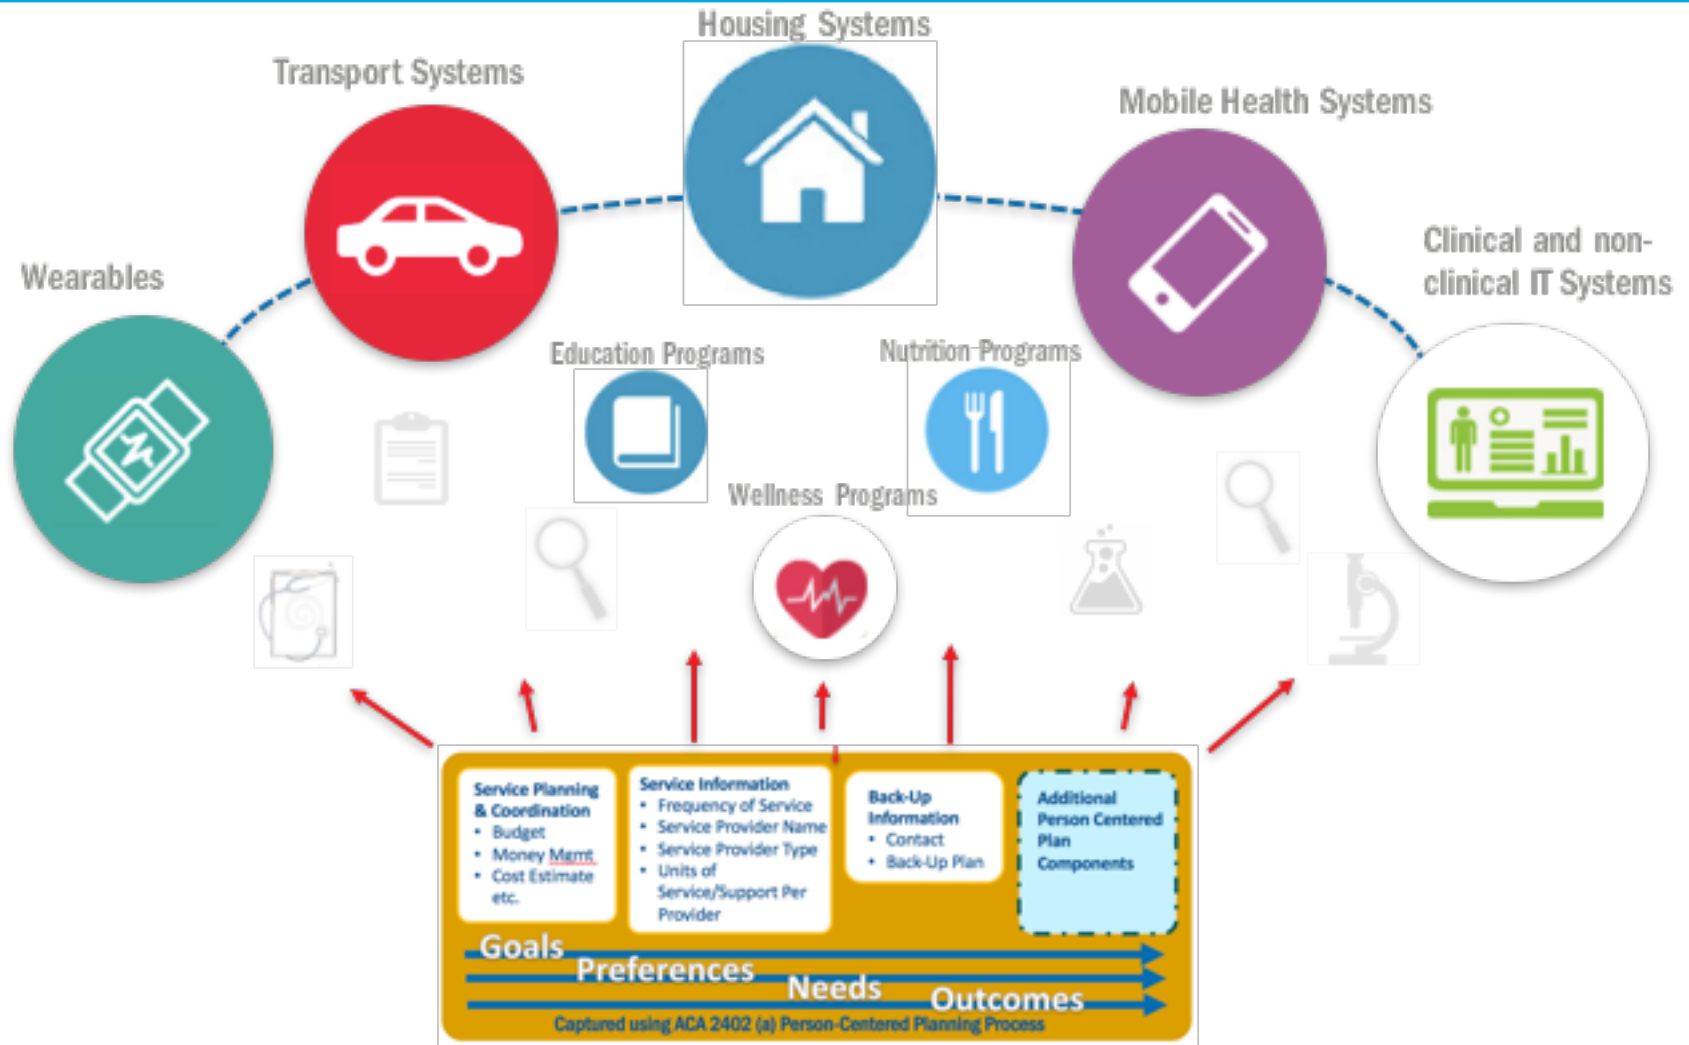 Housing Systems
Transport Systems
Mobile Health Systems
Clinical and non-
clinical IT Systems
Wearables
Education Programs
Nutrition Programs
Wellness Programs
Service Planning
& Coordination
• Budget
• Money Mgmt
• Cost Estimate
etc.
Service Information
• Frequency of Service
• Service Provider Name
• Service Provider Type
• Units of
Service/Support Per
Provider
Back-Up
Information
• Contact
• Back-Up Plan
Additional
Person Centered
Plan
Components
Goals
Preferences
Needs
Outcomes
Captured using ACA 2402 (a) Person-Centered Planning Process